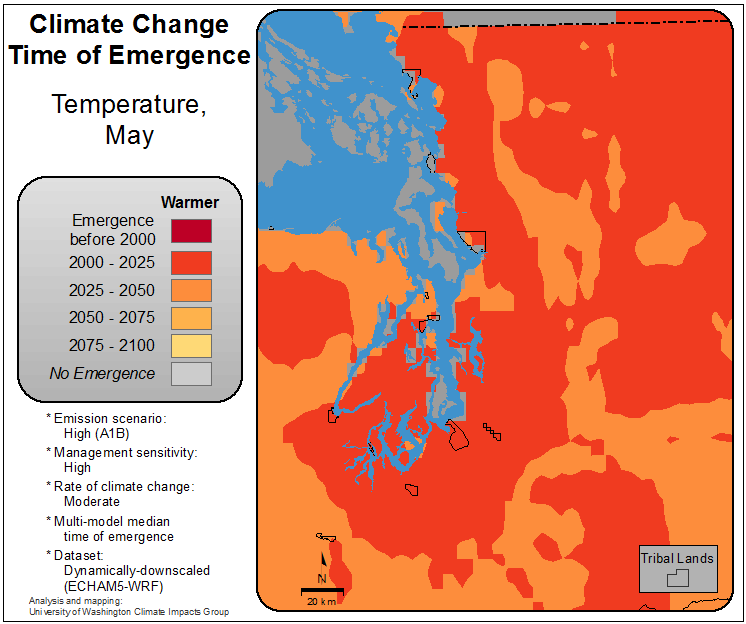 Climate Change
Time of Emergence
Temperature,
May
Warmer
Emergence
before 2000
2000 - 2025
2025 - 2050
2050 - 2075
2075 - 2100
No Emergence
* Emission scenario:
High (A1B)
* Management sensitivity:
High
* Rate of climate change:
Moderate
* Multi-model median
time of emergence
* Dataset:
Dynamically-downscaled
(ECHAM5-WRF)
Analysis and mapping:
University of Washington Climate Impacts Group
N
20 km
Tribal Lands